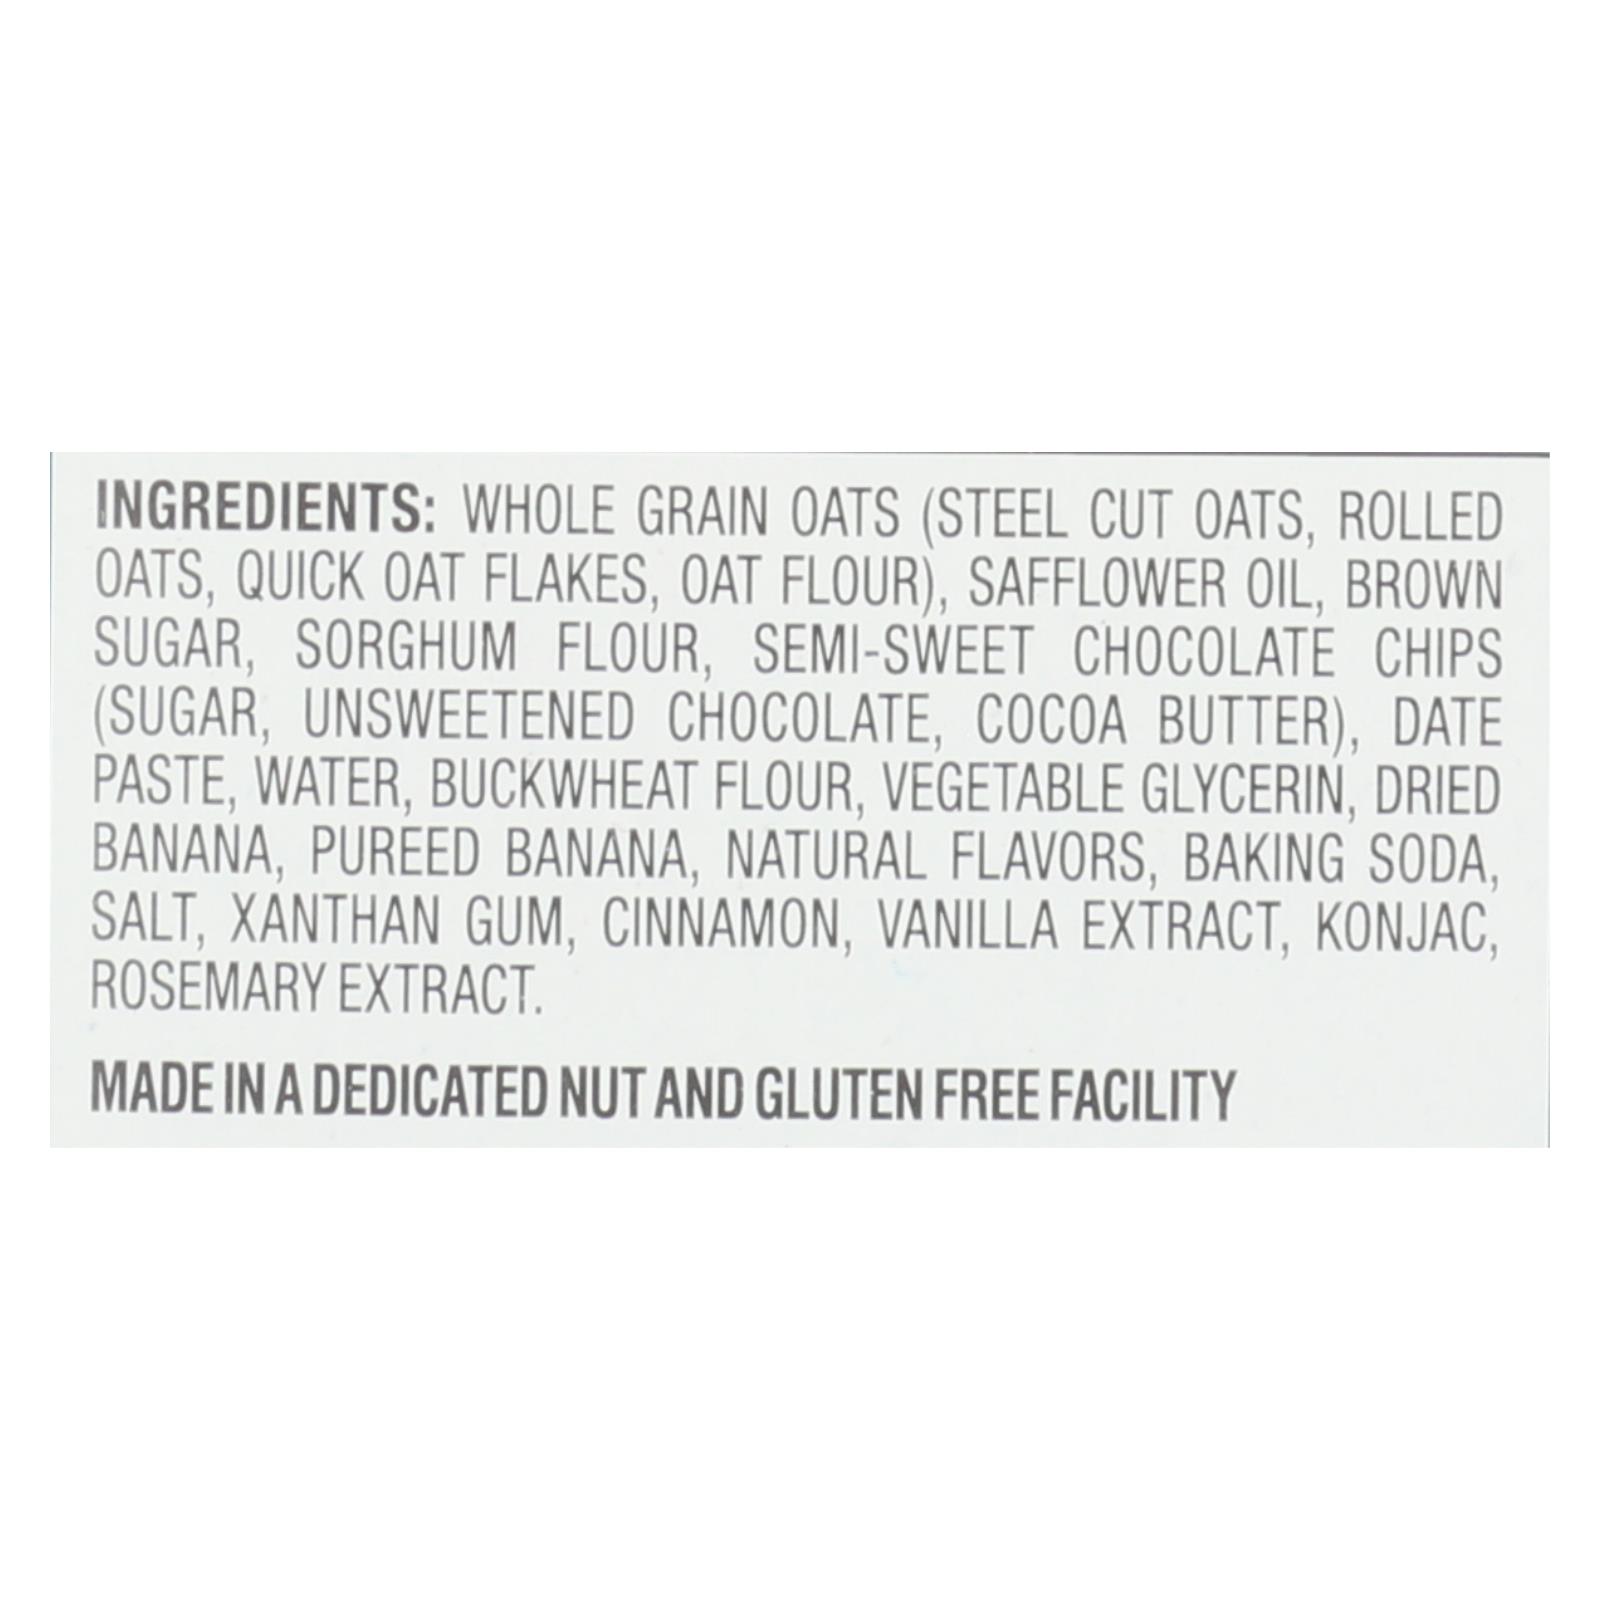 INGREDIENTS: WHOLE GRAIN OATS (STEEL CUT OATS, ROLLED
OATS, QUICK OAT FLAKES, OAT FLOUR), SAFFLOWER OIL, BROWN
SUGAR, SORGHUM FLOUR, SEMI-SWEET CHOCOLATE CHIPS
(SUGAR, UNSWEETENED CHOCOLATE, COCOA BUTTER), DATE
PASTE, WATER, BUCKWHEAT FLOUR, VEGETABLE GLYCERIN, DRIED
BANANA, PUREED BANANA, NATURAL FLAVORS, BAKING SODA,
SALT, XANTHAN GUM, CINNAMON, VANILLA EXTRACT, KONJAC,
ROSEMARY EXTRACT.
MADE IN A DEDICATED NUT AND GLUTEN FREE FACILITY